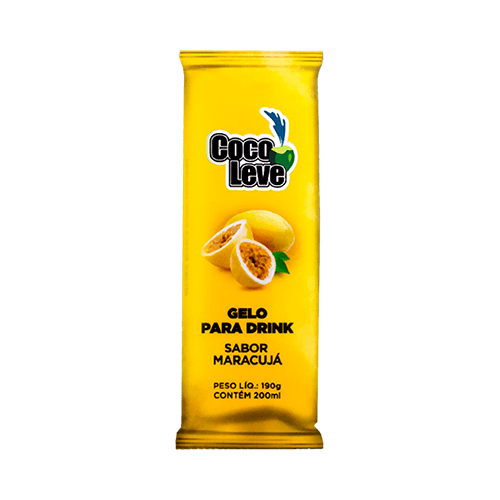 Coco
Leve
GELO
PARA DRINK
SABOR
MARACUJÁ
PESO LÍQ.: 190g
CONTÉM 200ml